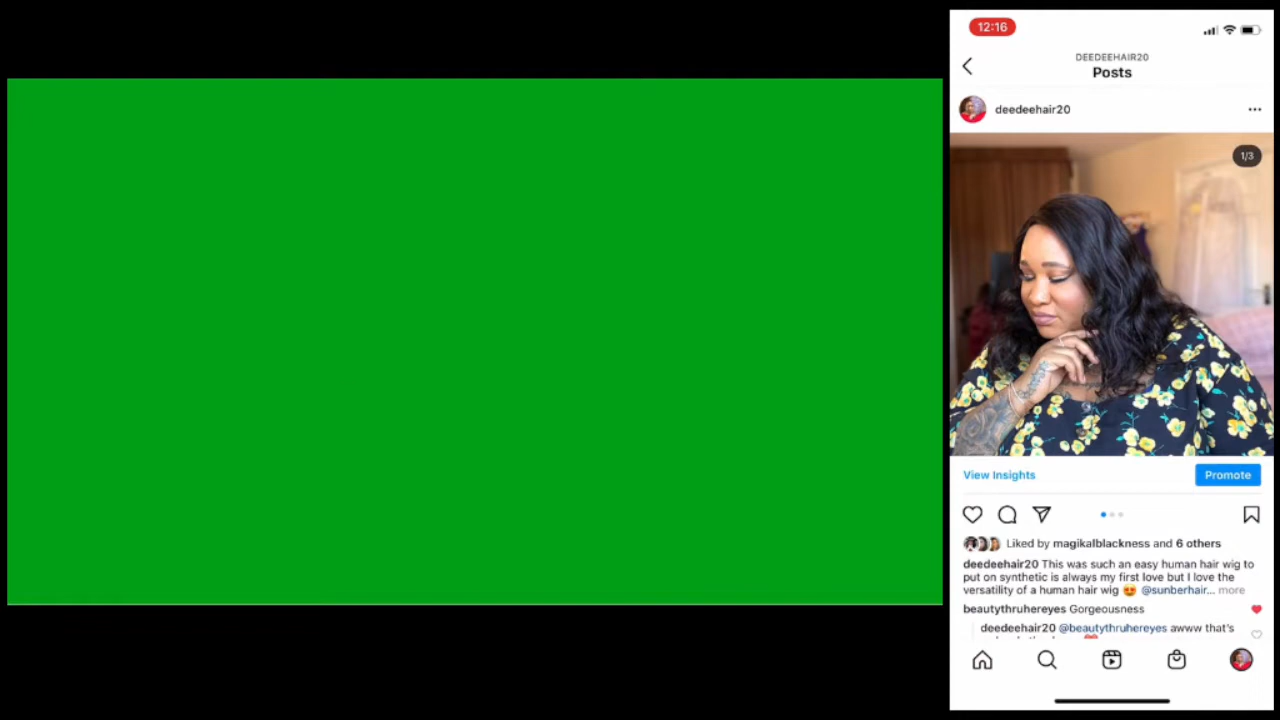 12:16
DEEDEEHAIR20
Posts
deedeehair20
1/3
View Insights
Promote
Liked by magikalblackness and 6 others
deedeehair20 This was such an easy human hair wig to
put on synthetic is always my first love but I love the
versatility of a human hair wig 😍 @sunberhair... more
beautythruhereyes Gorgeousness
deedeehair20 @beautythruhereyes awww that's